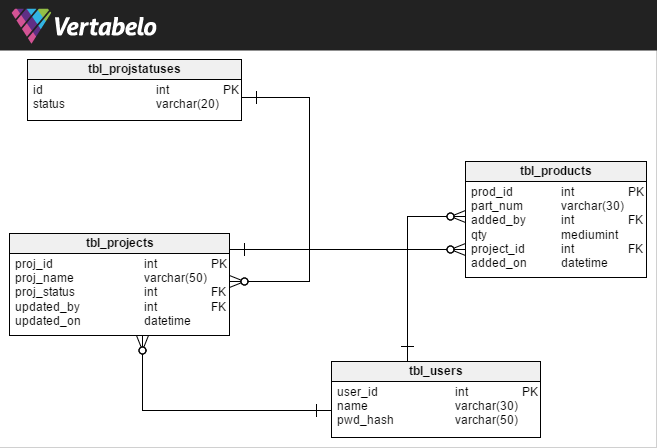 Vertabelo
tbl_projstatuses
id int PK
status varchar(20)
tbl_products
prod_id int PK
part_num varchar(30)
added_by int FK
qty mediumint
project_id int FK
added_on datetime
tbl_projects
proj_id int PK
proj_name varchar(50)
proj_status int FK
updated_by int FK
updated_on datetime
tbl_users
user_id int PK
name varchar(30)
pwd_hash varchar(50)